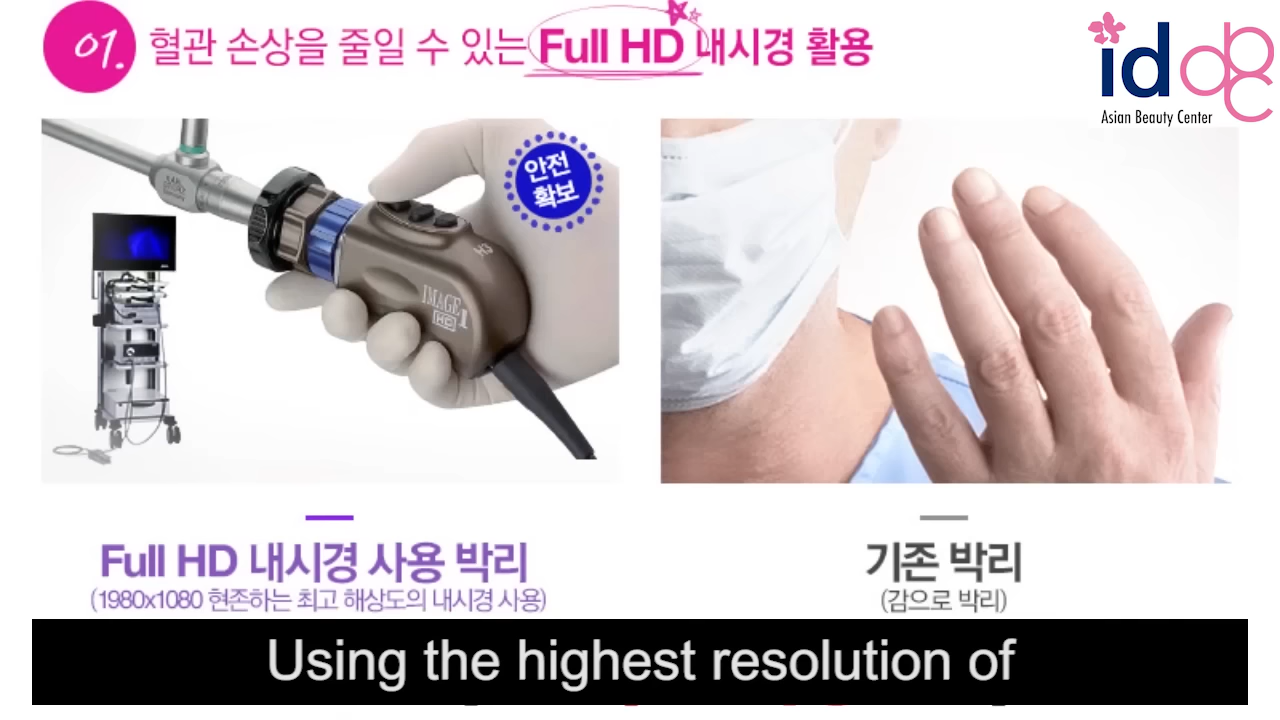 01.
혈관 손상을 줄일 수 있는 Full HD 내시경 활용
id abc
Asian Beauty Center
안전
확보
H3
IMAGE1
HD
Full HD 내시경 사용 박리
(1980x1080 현존하는 최고 해상도의 내시경 사용)
기존 박리
(감으로 박리)
Using the highest resolution of